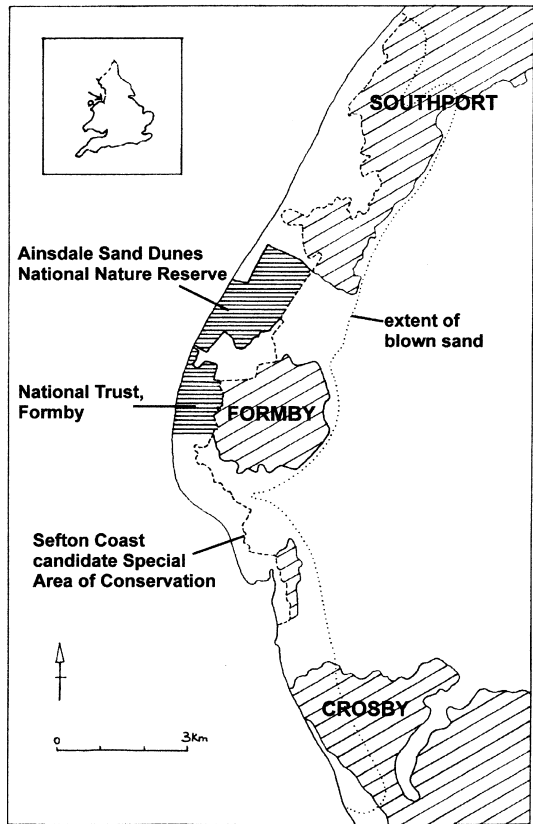 SOUTHPORT
Ainsdale Sand Dunes
National Nature Reserve
extent of
blown sand
National Trust,
Formby
FORMBY
Sefton Coast
candidate Special
Area of Conservation
CROSBY
0
3Km